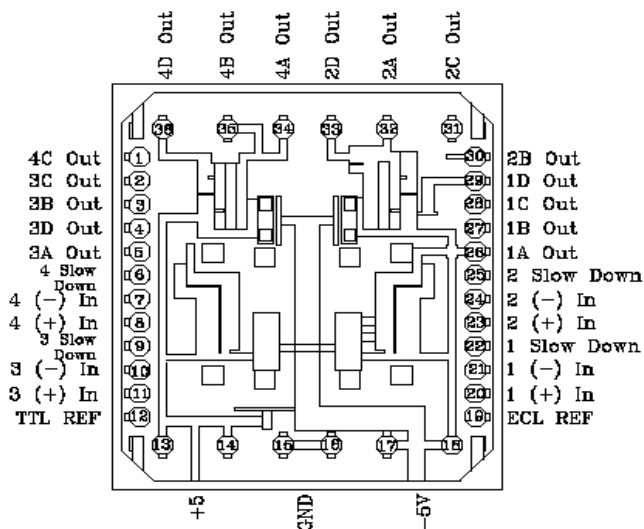 4D Out
4B Out
4A Out
2D Out
2A Out
2C Out
36
35
34
33
32
31
4C Out
1
30
2B Out
3C Out
2
29
1D Out
3B Out
3
28
1C Out
3D Out
4
27
1B Out
3A Out
5
26
1A Out
4 Slow
Down
6
25
2 Slow Down
4 (-) In
7
24
2 (-) In
4 (+) In
8
23
2 (+) In
3 Slow
Down
9
22
1 Slow Down
3 (-) In
10
21
1 (-) In
3 (+) In
11
20
1 (+) In
TTL REF
12
19
ECL REF
13
14
15
16
17
18
+5
GND
-5V